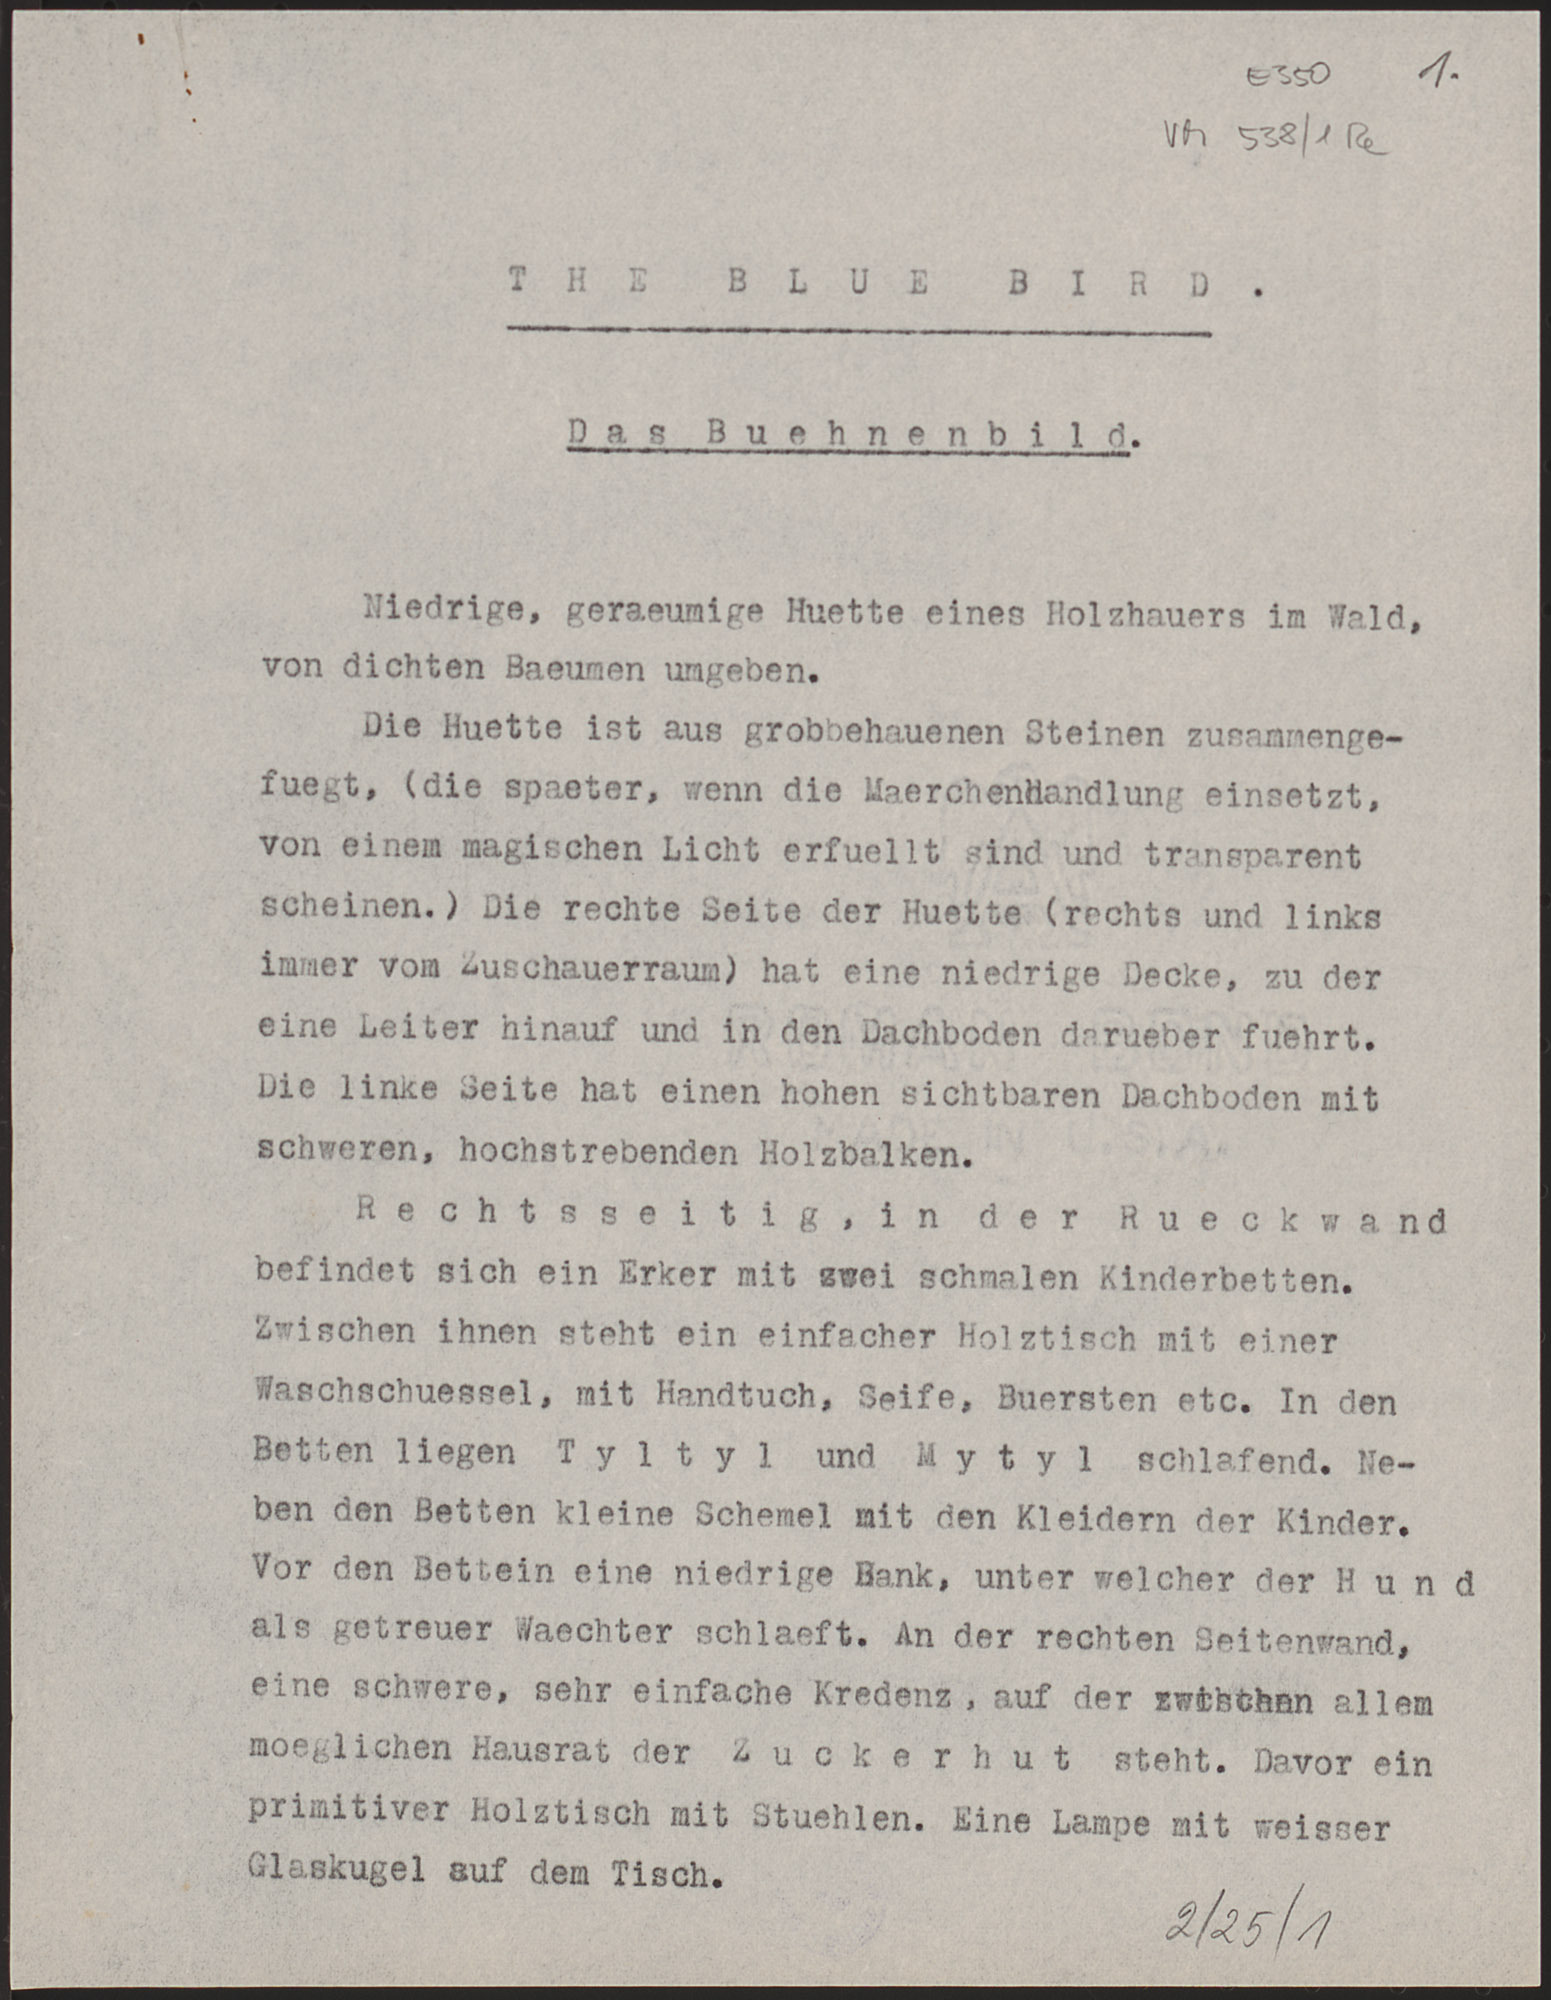 E350 1.
VM 538/1 Re
T H E   B L U E   B I R D .
D a s   B u e h n e n b i l d.
Niedrige, geraeumige Huette eines Holzhauers im Wald,
von dichten Baeumen umgeben.
Die Huette ist aus grobbehauenen Steinen zusammenge-
fuegt, (die spaeter, wenn die MaerchenHandlung einsetzt,
von einem magischen Licht erfuellt sind und transparent
scheinen.) Die rechte Seite der Huette (rechts und links
immer vom Zuschauerraum) hat eine niedrige Decke, zu der
eine Leiter hinauf und in den Dachboden darueber fuehrt.
Die linke Seite hat einen hohen sichtbaren Dachboden mit
schweren, hochstrebenden Holzbalken.
R e c h t s s e i t i g , i n   d e r   R u e c k w a n d
befindet sich ein Erker mit zwei schmalen Kinderbetten.
Zwischen ihnen steht ein einfacher Holztisch mit einer
Waschschuessel, mit Handtuch, Seife, Buersten etc. In den
Betten liegen T y l t y l und M y t y l schlafend. Ne-
ben den Betten kleine Schemel mit den Kleidern der Kinder.
Vor den Bettein eine niedrige Bank, unter welcher der H u n d
als getreuer Waechter schlaeft. An der rechten Seitenwand,
eine schwere, sehr einfache Kredenz, auf der zwischen allem
moeglichen Hausrat der Z u c k e r h u t steht. Davor ein
primitiver Holztisch mit Stuehlen. Eine Lampe mit weisser
Glaskugel auf dem Tisch.
2/25/1